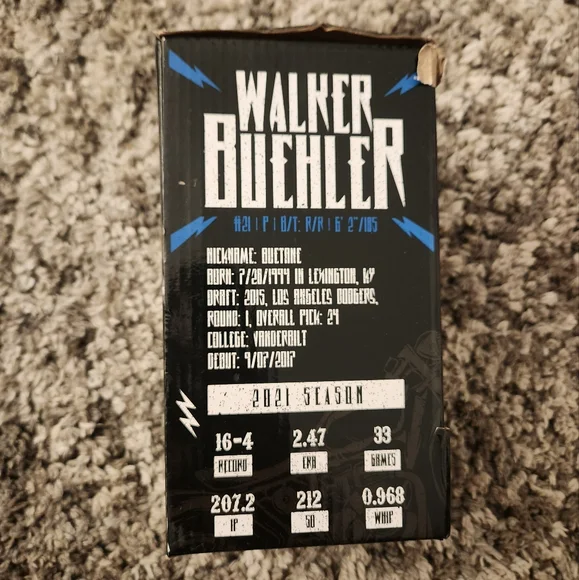 WALKER
BUEHLER
#21 | P | B/T: R/R | 6' 2"/185
NICKNAME: BUETANE
BORN: 7/28/1994 IN LEXINGTON, KY
DRAFT: 2015, LOS ANGELES DODGERS,
ROUND: 1, OVERALL PICK: 24
COLLEGE: VANDERBILT
DEBUT: 9/07/2017
2021 SEASON
16-4 2.47 33
RECORD ERA GAMES
207.2 212 0.968
IP SO WHIP